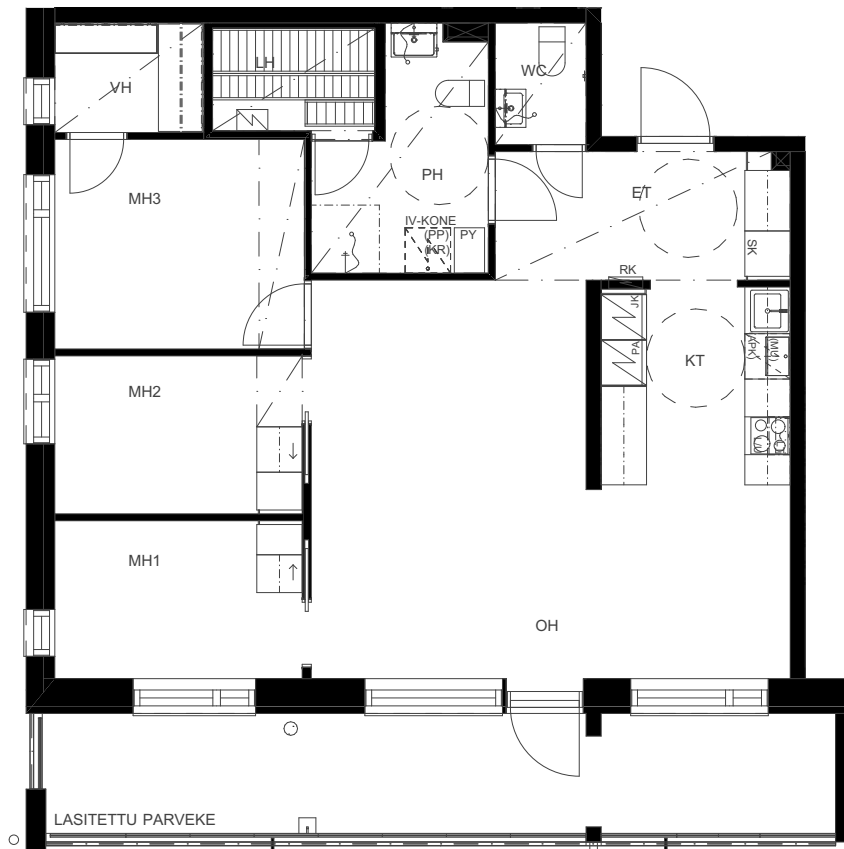 LH
WC
VH
PH
ET
MH3
IV-KONE
(PP)
(KR)
PY
SK
RK
JK
PA
KT
(APK)
(MU)
MH2
MH1
OH
LASITETTU PARVEKE